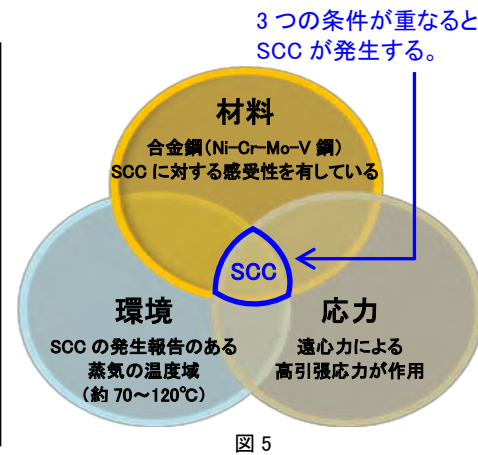 3 つの条件が重なると
SCC が発生する。
材料
合金鋼(Ni-Cr-Mo-V 鋼)
SCC に対する感受性を有している
SCC
環境
SCC の発生報告のある
蒸気の温度域
(約 70～120℃)
応力
遠心力による
高引張応力が作用
図 5